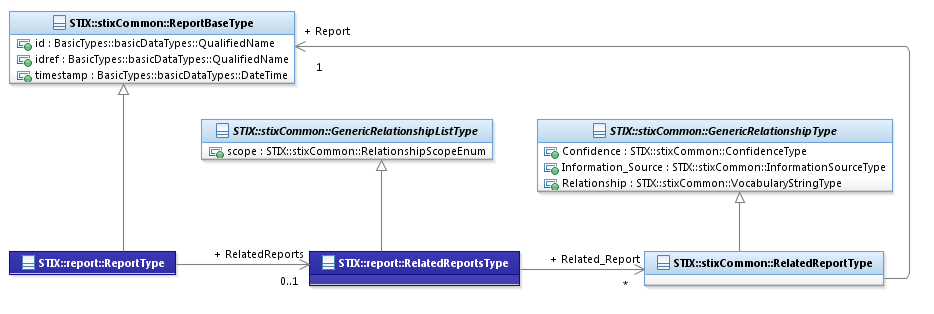 STIX::stixCommon::ReportBaseType
id : BasicTypes::basicDataTypes::QualifiedName
idref : BasicTypes::basicDataTypes::QualifiedName
timestamp : BasicTypes::basicDataTypes::DateTime
+ Report
1
STIX::stixCommon::GenericRelationshipListType
scope : STIX::stixCommon::RelationshipScopeEnum
STIX::stixCommon::GenericRelationshipType
Confidence : STIX::stixCommon::ConfidenceType
Information_Source : STIX::stixCommon::InformationSourceType
Relationship : STIX::stixCommon::VocabularyStringType
STIX::report::ReportType
+ RelatedReports
0..1
STIX::report::RelatedReportsType
+ Related_Report
*
STIX::stixCommon::RelatedReportType